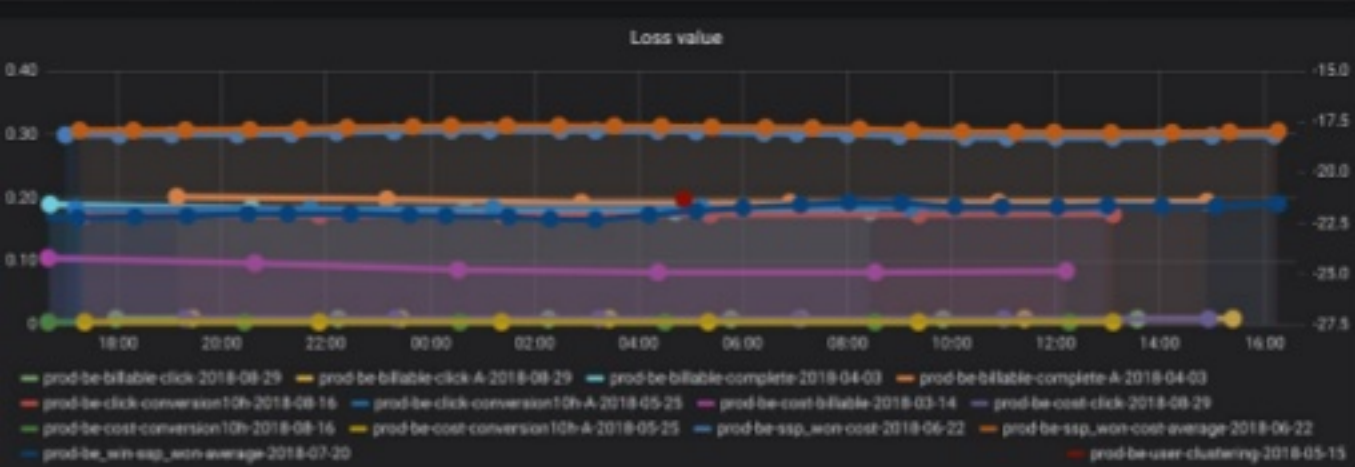 Loss value
0.40 -15.0
0.30 -17.5
-20.0
0.20
-22.5
0.10 -25.0
0 -27.5
18:00 20:00 22:00 00:00 02:00 04:00 06:00 08:00 10:00 12:00 14:00 16:00
prod-be-billable-click-2018-08-29 prod-be-billable-click-A-2018-08-29 prod-be-billable-complete-2018-04-03 prod-be-billable-complete-A-2018-04-03
prod-be-click-conversion10h-2018-08-16 prod-be-click-conversion10h-A-2018-05-25 prod-be-cost-billable-2018-03-14 prod-be-cost-click-2018-08-29
prod-be-cost-conversion10h-2018-08-16 prod-be-cost-conversion10h-A-2018-05-25 prod-be-ssp_won-cost-2018-06-22 prod-be-ssp_won-cost-average-2018-06-22
prod-be_win-ssp_won-average-2018-07-20 prod-be-user-clustering-2018-05-15